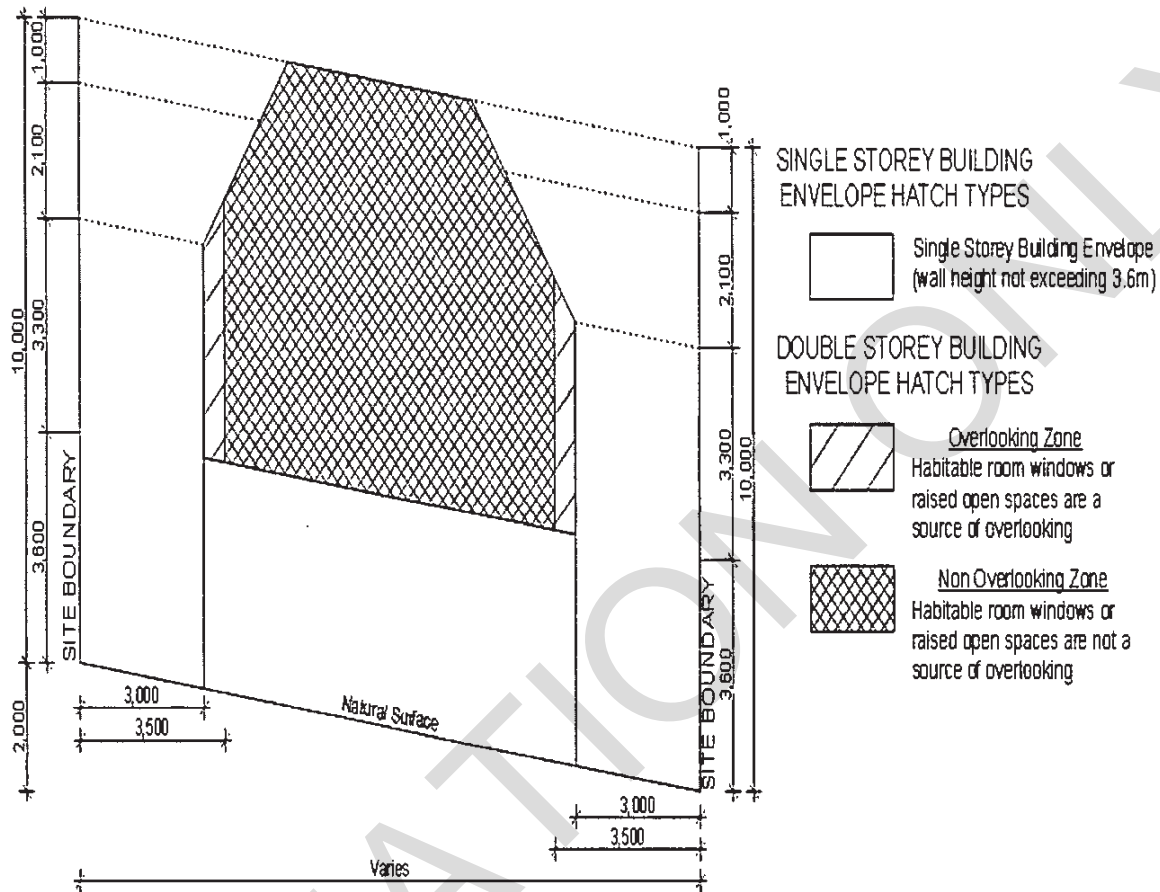 1,000
2,100
3,300
10,000
3,600
SITE BOUNDARY
2,000
3,000
3,500
Natural Surface
1,000
2,100
3,300
10,000
3,600
SITE BOUNDARY
3,000
3,500
Varies
SINGLE STOREY BUILDING
ENVELOPE HATCH TYPES
Single Storey Building Envelope
(wall height not exceeding 3.6m)
DOUBLE STOREY BUILDING
ENVELOPE HATCH TYPES
Overlooking Zone
Habitable room windows or
raised open spaces are a
source of overlooking
Non Overlooking Zone
Habitable room windows or
raised open spaces are not a
source of overlooking
ATION ONLY